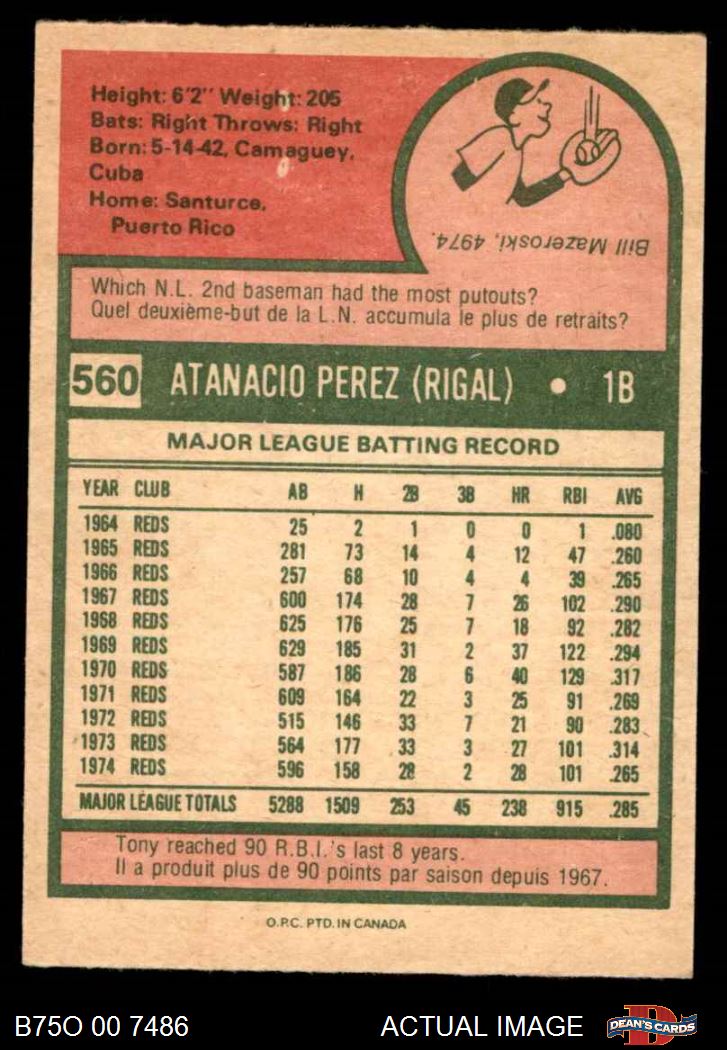 Height: 6'2" Weight: 205
Bats: Right Throws: Right
Born: 5-14-42, Camaguey,
Cuba
Home: Santurce,
Puerto Rico
Bill Mazeroski, 4974.
Which N.L. 2nd baseman had the most putouts?
Quel deuxième-but de la L.N. accumula le plus de retraits?
560 ATANACIO PEREZ (RIGAL) • 1B
MAJOR LEAGUE BATTING RECORD
YEAR CLUB AB H 2B 3B HR RBI AVG
1964 REDS 25 2 1 0 0 1 .080
1965 REDS 281 73 14 4 12 47 .260
1966 REDS 257 68 10 4 4 39 .265
1967 REDS 600 174 28 7 26 102 .290
1968 REDS 625 176 25 7 18 92 .282
1969 REDS 629 185 31 2 37 122 .294
1970 REDS 587 186 28 6 40 129 .317
1971 REDS 609 164 22 3 25 91 .269
1972 REDS 515 146 33 7 21 90 .283
1973 REDS 564 177 33 3 27 101 .314
1974 REDS 596 158 28 2 28 101 .265
MAJOR LEAGUE TOTALS 5288 1509 253 45 238 915 .285
Tony reached 90 R.B.I.'s last 8 years.
Il a produit plus de 90 points par saison depuis 1967.
O.P.C. PTD. IN CANADA
B75O 00 7486 ACTUAL IMAGE D DEAN'S CARDS